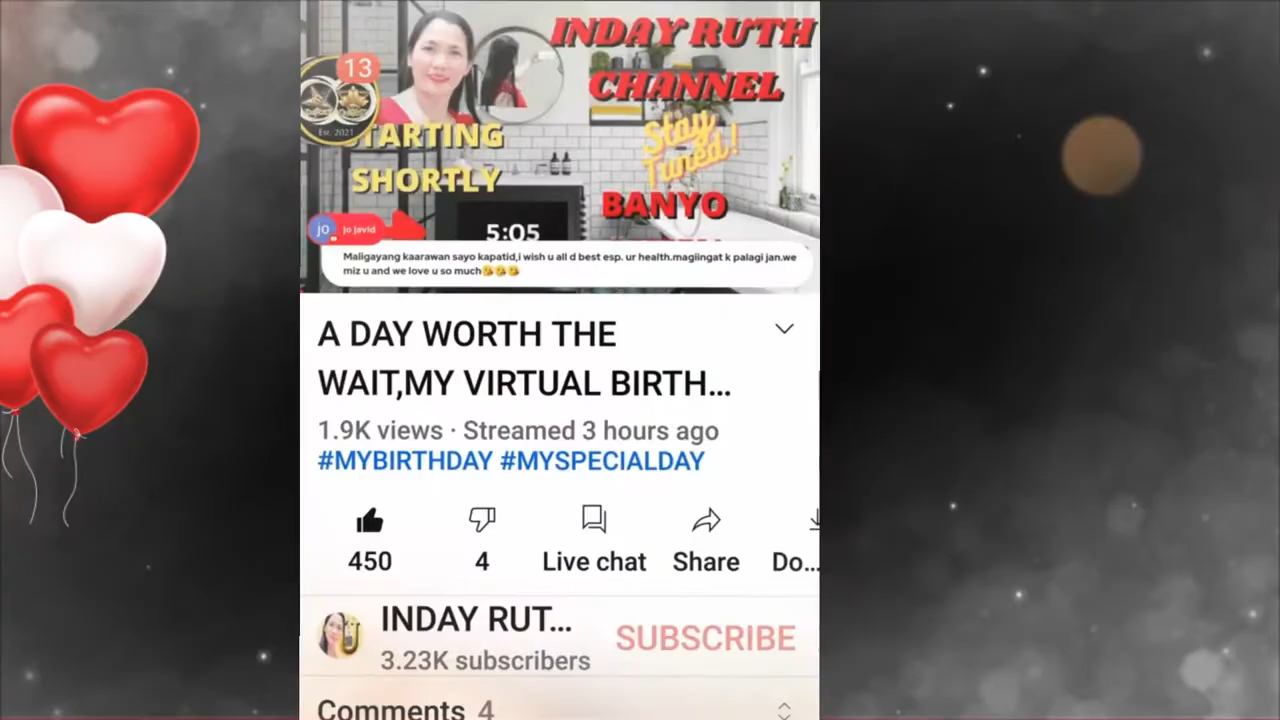 INDAY RUTH
CHANNEL
13
Est. 2021
STARTING
SHORTLY
Stay
Tuned!
BANYO
5:05
jo
jo javid
Maligayang kaarawan sayo kapatid,i wish u all d best esp. ur health.magiingat k palagi jan.we
miz u and we love u so much😘😘😘
A DAY WORTH THE
WAIT,MY VIRTUAL BIRTH...
1.9K views · Streamed 3 hours ago
#MYBIRTHDAY #MYSPECIALDAY
450
4
Live chat
Share
Do...
INDAY RUT...
SUBSCRIBE
3.23K subscribers
Comments 4